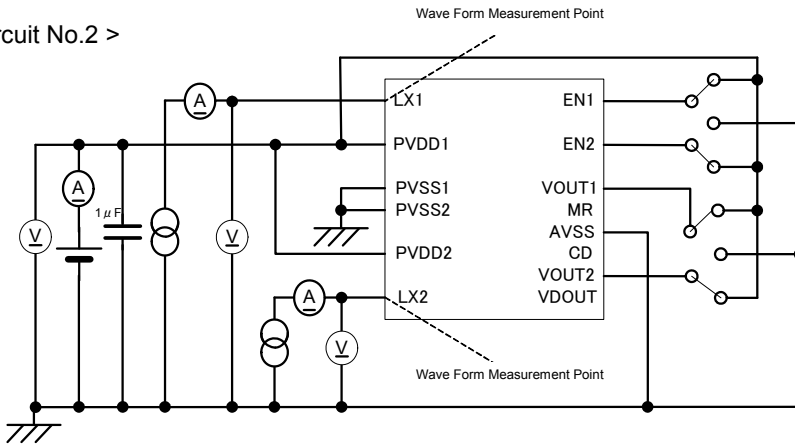 Wave Form Measurement Point
rcuit No.2 >
A
LX1
EN1
PVDD1
EN2
A
1μF
PVSS1
VOUT1
V
V
PVSS2
MR
AVSS
PVDD2
CD
VOUT2
A
LX2
VDOUT
V
Wave Form Measurement Point